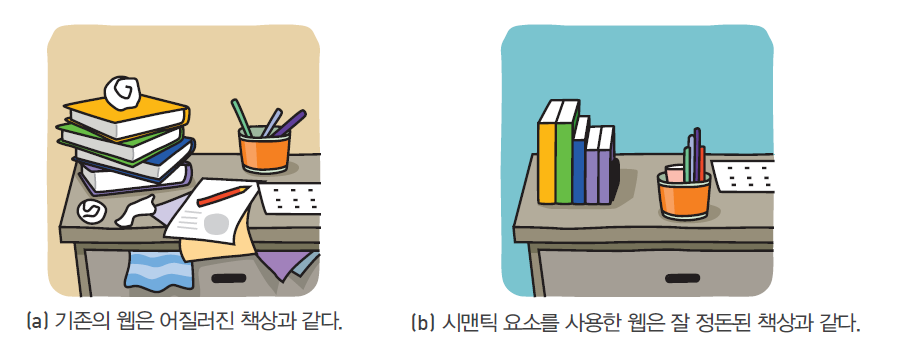 (a) 기존의 웹은 어질러진 책상과 같다.
(b) 시맨틱 요소를 사용한 웹은 잘 정돈된 책상과 같다.